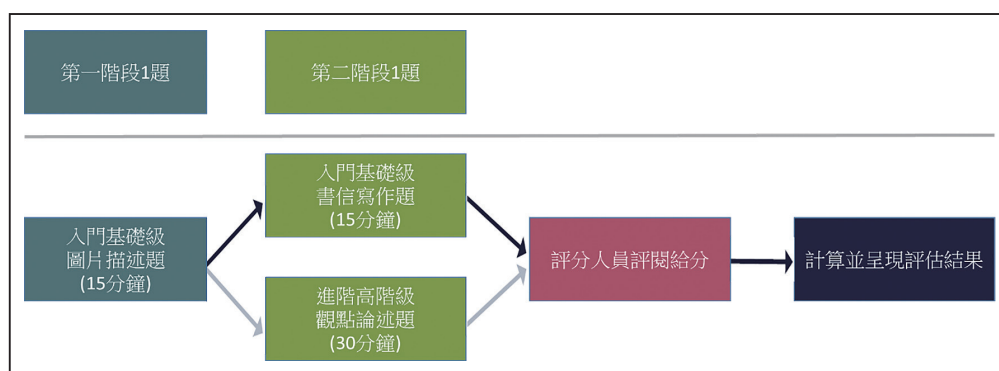 第一階段1題
第二階段1題
入門基礎級
圖片描述題
(15分鐘)
入門基礎級
書信寫作題
(15分鐘)
進階高階級
觀點論述題
(30分鐘)
評分人員評閱給分
計算並呈現評估結果